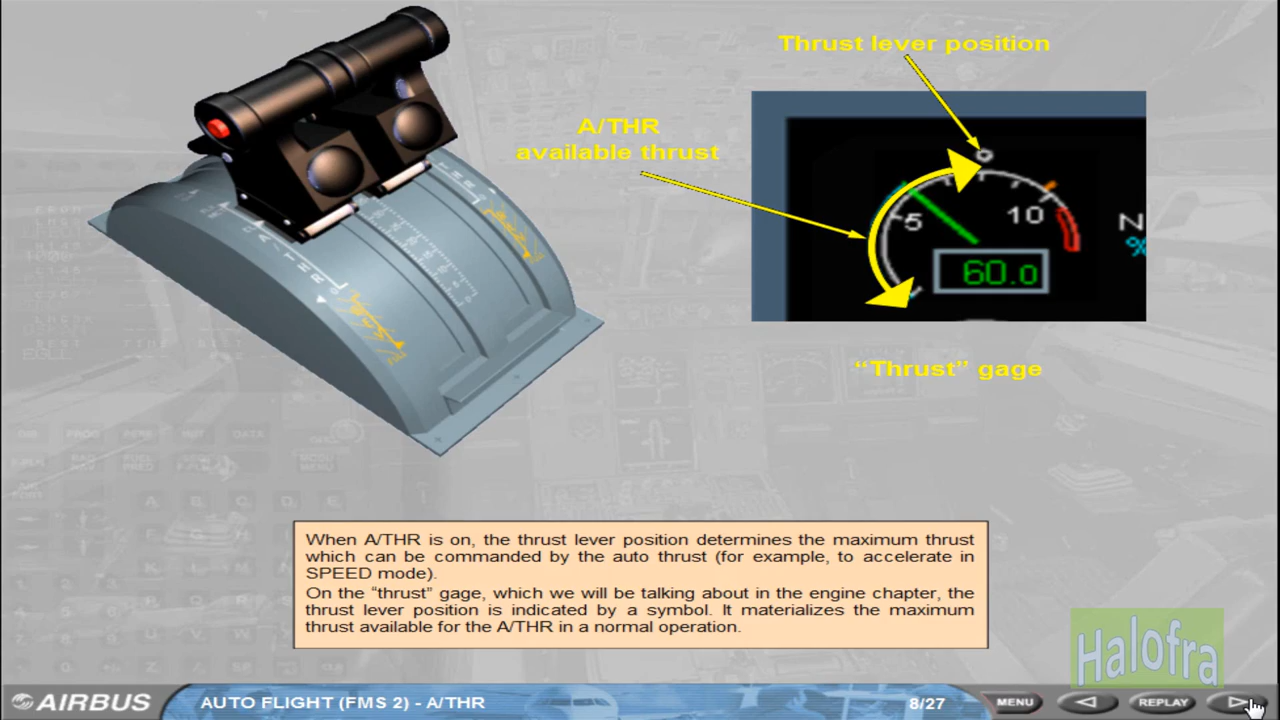 Thrust lever position
A/THR
available thrust
5
10
N
%
60.0
A/THR
“Thrust” gage
When A/THR is on, the thrust lever position determines the maximum thrust
which can be commanded by the auto thrust (for example, to accelerate in
SPEED mode).
On the “thrust” gage, which we will be talking about in the engine chapter, the
thrust lever position is indicated by a symbol. It materializes the maximum
thrust available for the A/THR in a normal operation.
Halofra
AIRBUS
AUTO FLIGHT (FMS 2) - A/THR
8/27
MENU
REPLAY